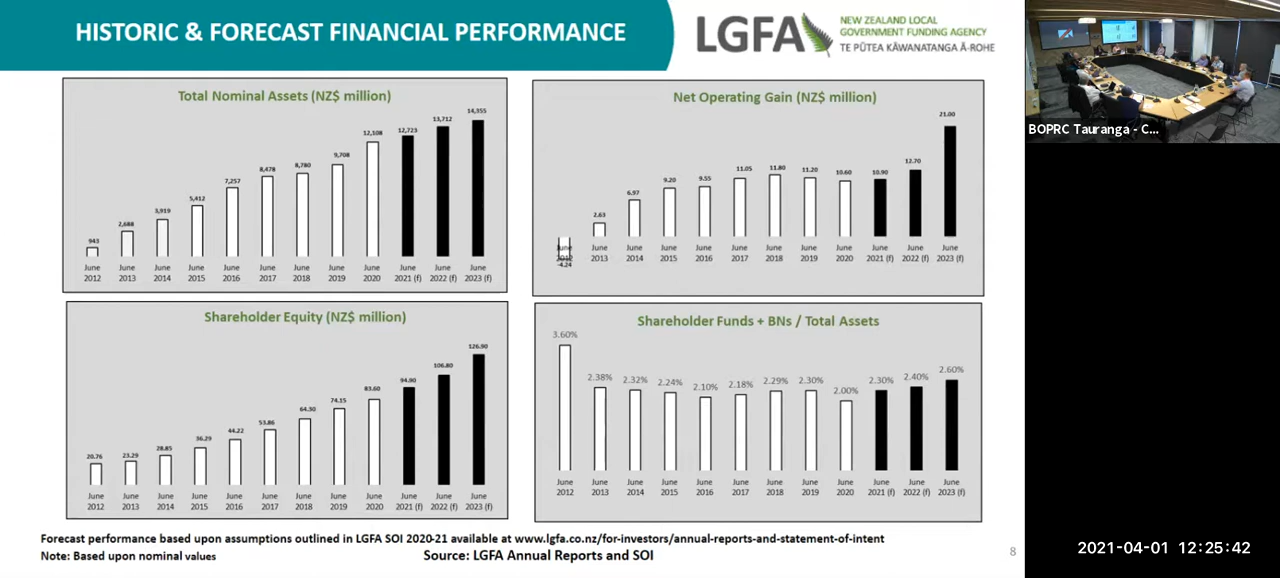 HISTORIC & FORECAST FINANCIAL PERFORMANCE
LGFA
NEW ZEALAND LOCAL
GOVERNMENT FUNDING AGENCY
TE PŪTEA KĀWANATANGA Ā-ROHE
Total Nominal Assets (NZ$ million)
943
2,688
3,919
5,412
7,257
8,478
8,780
9,708
12,108
12,723
13,712
14,355
June June June June June June June June June June June June
2012 2013 2014 2015 2016 2017 2018 2019 2020 2021 (f) 2022 (f) 2023 (f)
Net Operating Gain (NZ$ million)
-4.24
2.63
6.97
9.20
9.55
11.05
11.80
11.20
10.60
10.90
12.70
21.00
June June June June June June June June June June June June
2012 2013 2014 2015 2016 2017 2018 2019 2020 2021 (f) 2022 (f) 2023 (f)
Shareholder Equity (NZ$ million)
20.76
23.29
28.85
36.29
44.22
53.86
64.30
74.15
83.60
94.90
106.80
126.90
June June June June June June June June June June June June
2012 2013 2014 2015 2016 2017 2018 2019 2020 2021 (f) 2022 (f) 2023 (f)
Shareholder Funds + BNs / Total Assets
3.60%
2.38%
2.32%
2.24%
2.10%
2.18%
2.29%
2.30%
2.00%
2.30%
2.40%
2.60%
June June June June June June June June June June June June
2012 2013 2014 2015 2016 2017 2018 2019 2020 2021 (f) 2022 (f) 2023 (f)
Forecast performance based upon assumptions outlined in LGFA SOI 2020-21 available at www.lgfa.co.nz/for-investors/annual-reports-and-statement-of-intent
Note: Based upon nominal values
Source: LGFA Annual Reports and SOI
8
BOPRC Tauranga - C...
2021-04-01 12:25:42